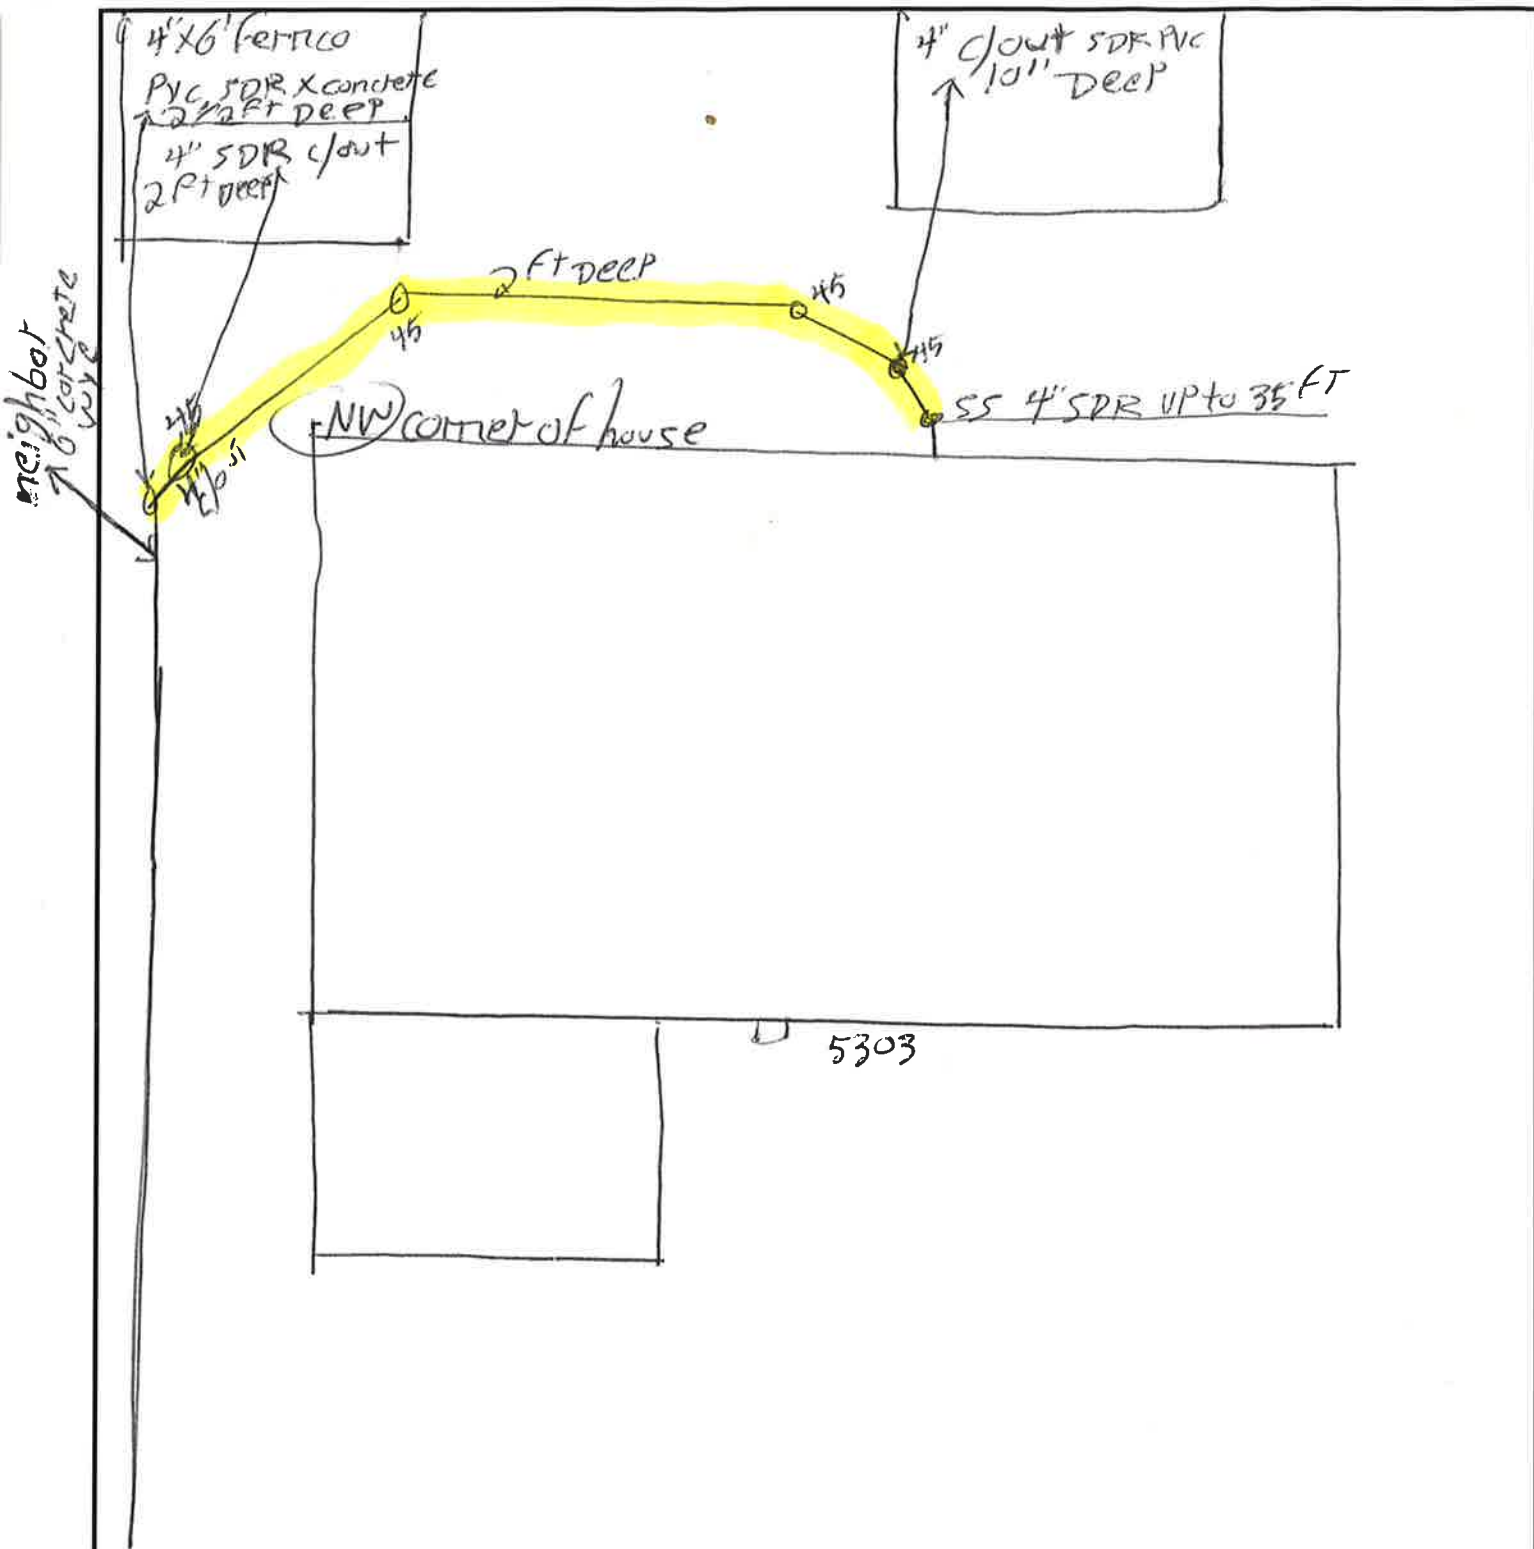 4"X6" Fernco
PVC SDR X concrete
2 1/2 Ft Deep
4" SDR c/out
2 Ft Deep
4" c/out SDR PVC
10" Deep
2 Ft Deep
45
45
45
45
neighbor
6" concrete
wye
NW corner of house
SS 4" SDR UP to 35 FT
5303